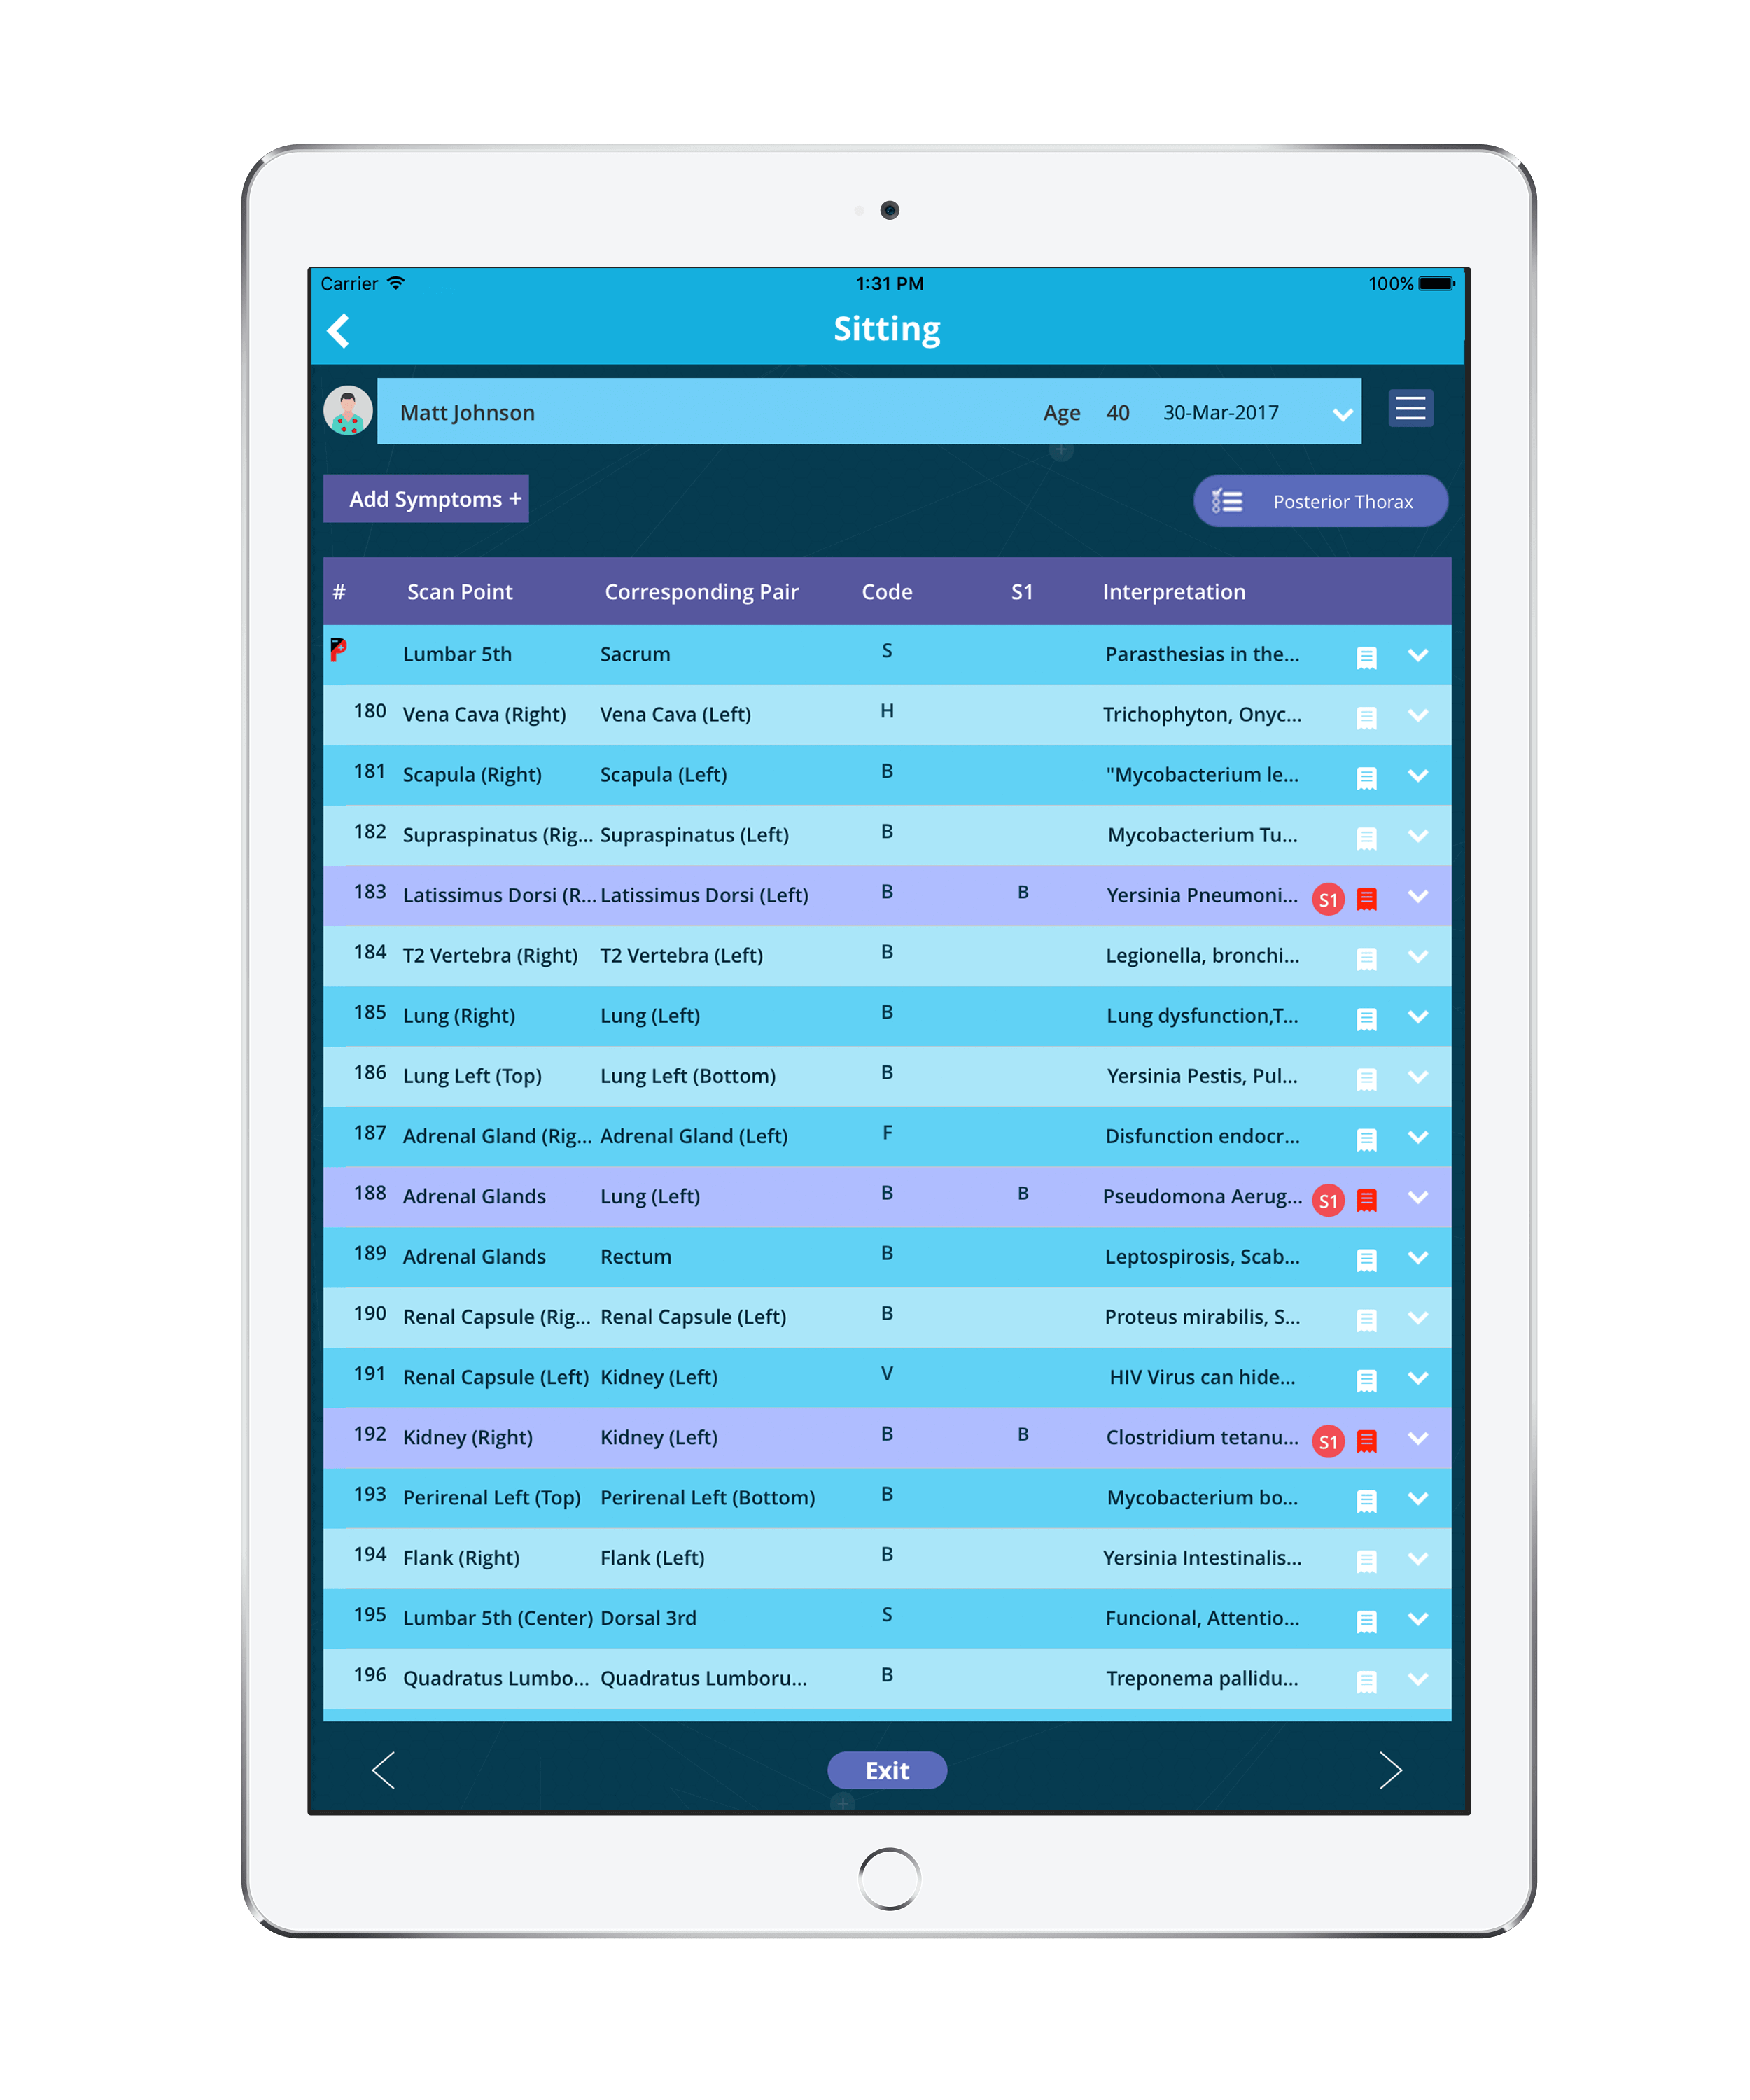 Carrier 1:31 PM 100%
Sitting
Matt Johnson Age 40 30-Mar-2017
Add Symptoms + Posterior Thorax
# Scan Point Corresponding Pair Code S1 Interpretation
P Lumbar 5th Sacrum S Parasthesias in the...
180 Vena Cava (Right) Vena Cava (Left) H Trichophyton, Onyc...
181 Scapula (Right) Scapula (Left) B "Mycobacterium le...
182 Supraspinatus (Rig... Supraspinatus (Left) B Mycobacterium Tu...
183 Latissimus Dorsi (R... Latissimus Dorsi (Left) B B Yersinia Pneumoni... S1
184 T2 Vertebra (Right) T2 Vertebra (Left) B Legionella, bronchi...
185 Lung (Right) Lung (Left) B Lung dysfunction,T...
186 Lung Left (Top) Lung Left (Bottom) B Yersinia Pestis, Pul...
187 Adrenal Gland (Rig... Adrenal Gland (Left) F Disfunction endocr...
188 Adrenal Glands Lung (Left) B B Pseudomona Aerug... S1
189 Adrenal Glands Rectum B Leptospirosis, Scab...
190 Renal Capsule (Rig... Renal Capsule (Left) B Proteus mirabilis, S...
191 Renal Capsule (Left) Kidney (Left) V HIV Virus can hide...
192 Kidney (Right) Kidney (Left) B B Clostridium tetanu... S1
193 Perirenal Left (Top) Perirenal Left (Bottom) B Mycobacterium bo...
194 Flank (Right) Flank (Left) B Yersinia Intestinalis...
195 Lumbar 5th (Center) Dorsal 3rd S Funcional, Attentio...
196 Quadratus Lumbo... Quadratus Lumboru... B Treponema pallidu...
Exit